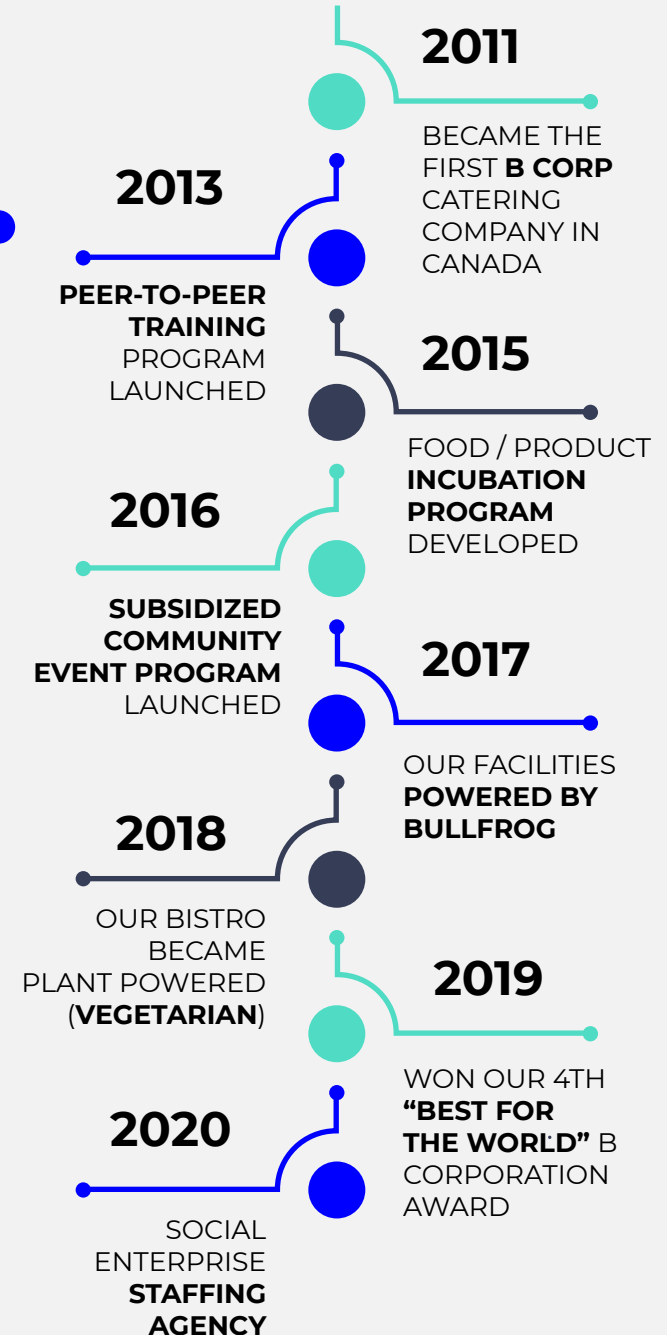 2011
BECAME THE
FIRST B CORP
CATERING
COMPANY IN
CANADA
2013
PEER-TO-PEER
TRAINING
PROGRAM
LAUNCHED
2015
FOOD / PRODUCT
INCUBATION
PROGRAM
DEVELOPED
2016
SUBSIDIZED
COMMUNITY
EVENT PROGRAM
LAUNCHED
2017
OUR FACILITIES
POWERED BY
BULLFROG
2018
OUR BISTRO
BECAME
PLANT POWERED
(VEGETARIAN)
2019
WON OUR 4TH
“BEST FOR
THE WORLD” B
CORPORATION
AWARD
2020
SOCIAL
ENTERPRISE
STAFFING
AGENCY